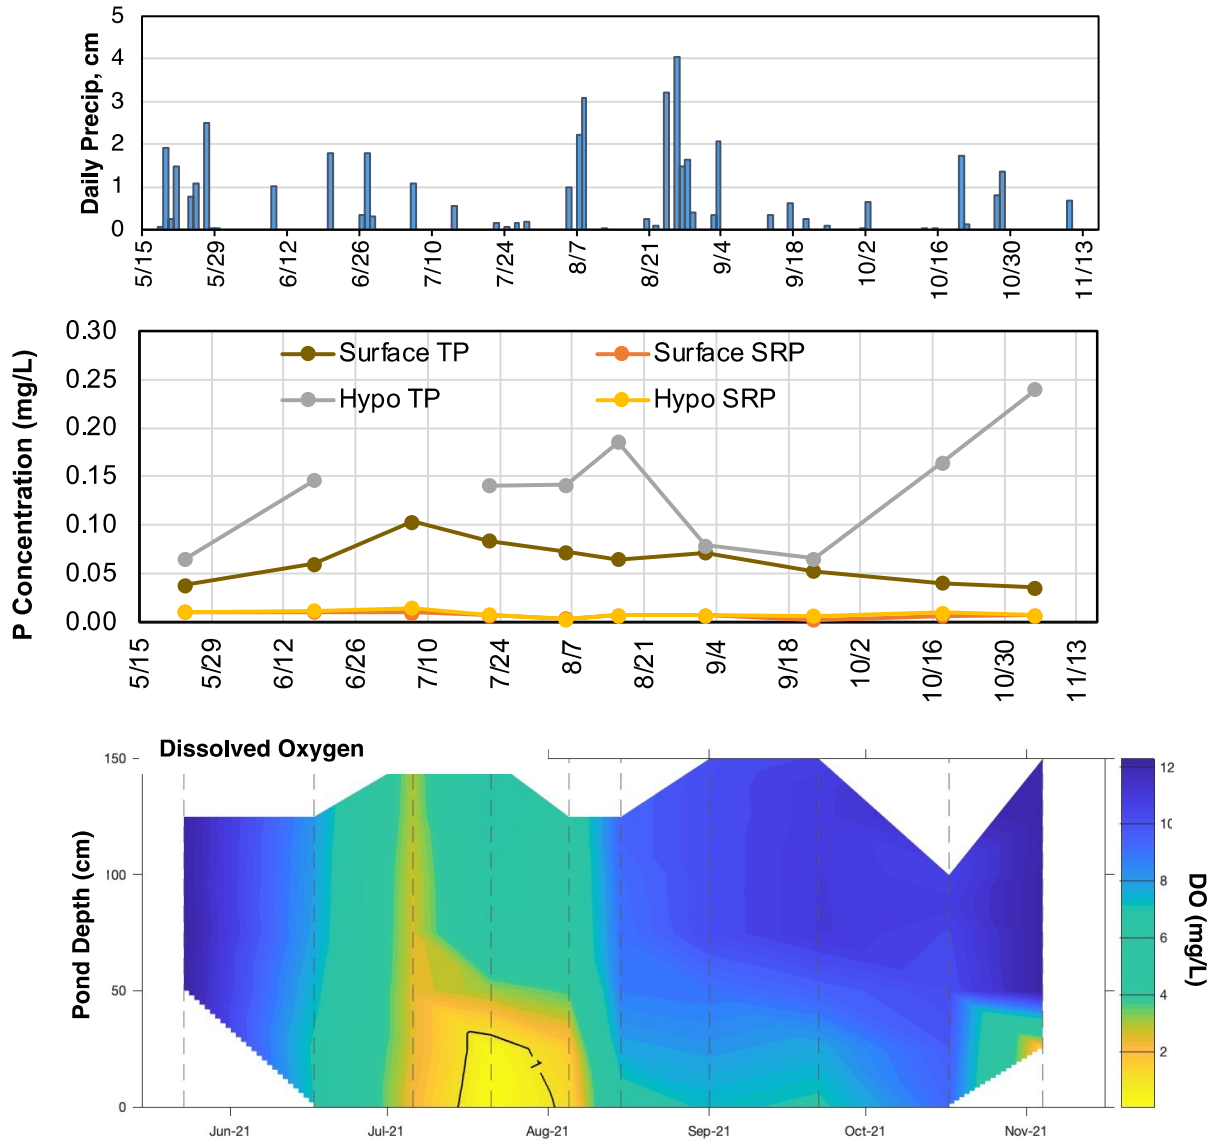 Daily Precip, cm
5
4
3
2
1
0
5/15 5/29 6/12 6/26 7/10 7/24 8/7 8/21 9/4 9/18 10/2 10/16 10/30 11/13
P Concentration (mg/L)
0.30
0.25
0.20
0.15
0.10
0.05
0.00
Surface TP Surface SRP
Hypo TP Hypo SRP
5/15 5/29 6/12 6/26 7/10 7/24 8/7 8/21 9/4 9/18 10/2 10/16 10/30 11/13
Dissolved Oxygen
Pond Depth (cm)
150
100
50
0
1
Jun-21 Jul-21 Aug-21 Sep-21 Oct-21 Nov-21
12
10
8
6
4
2
DO (mg/L)